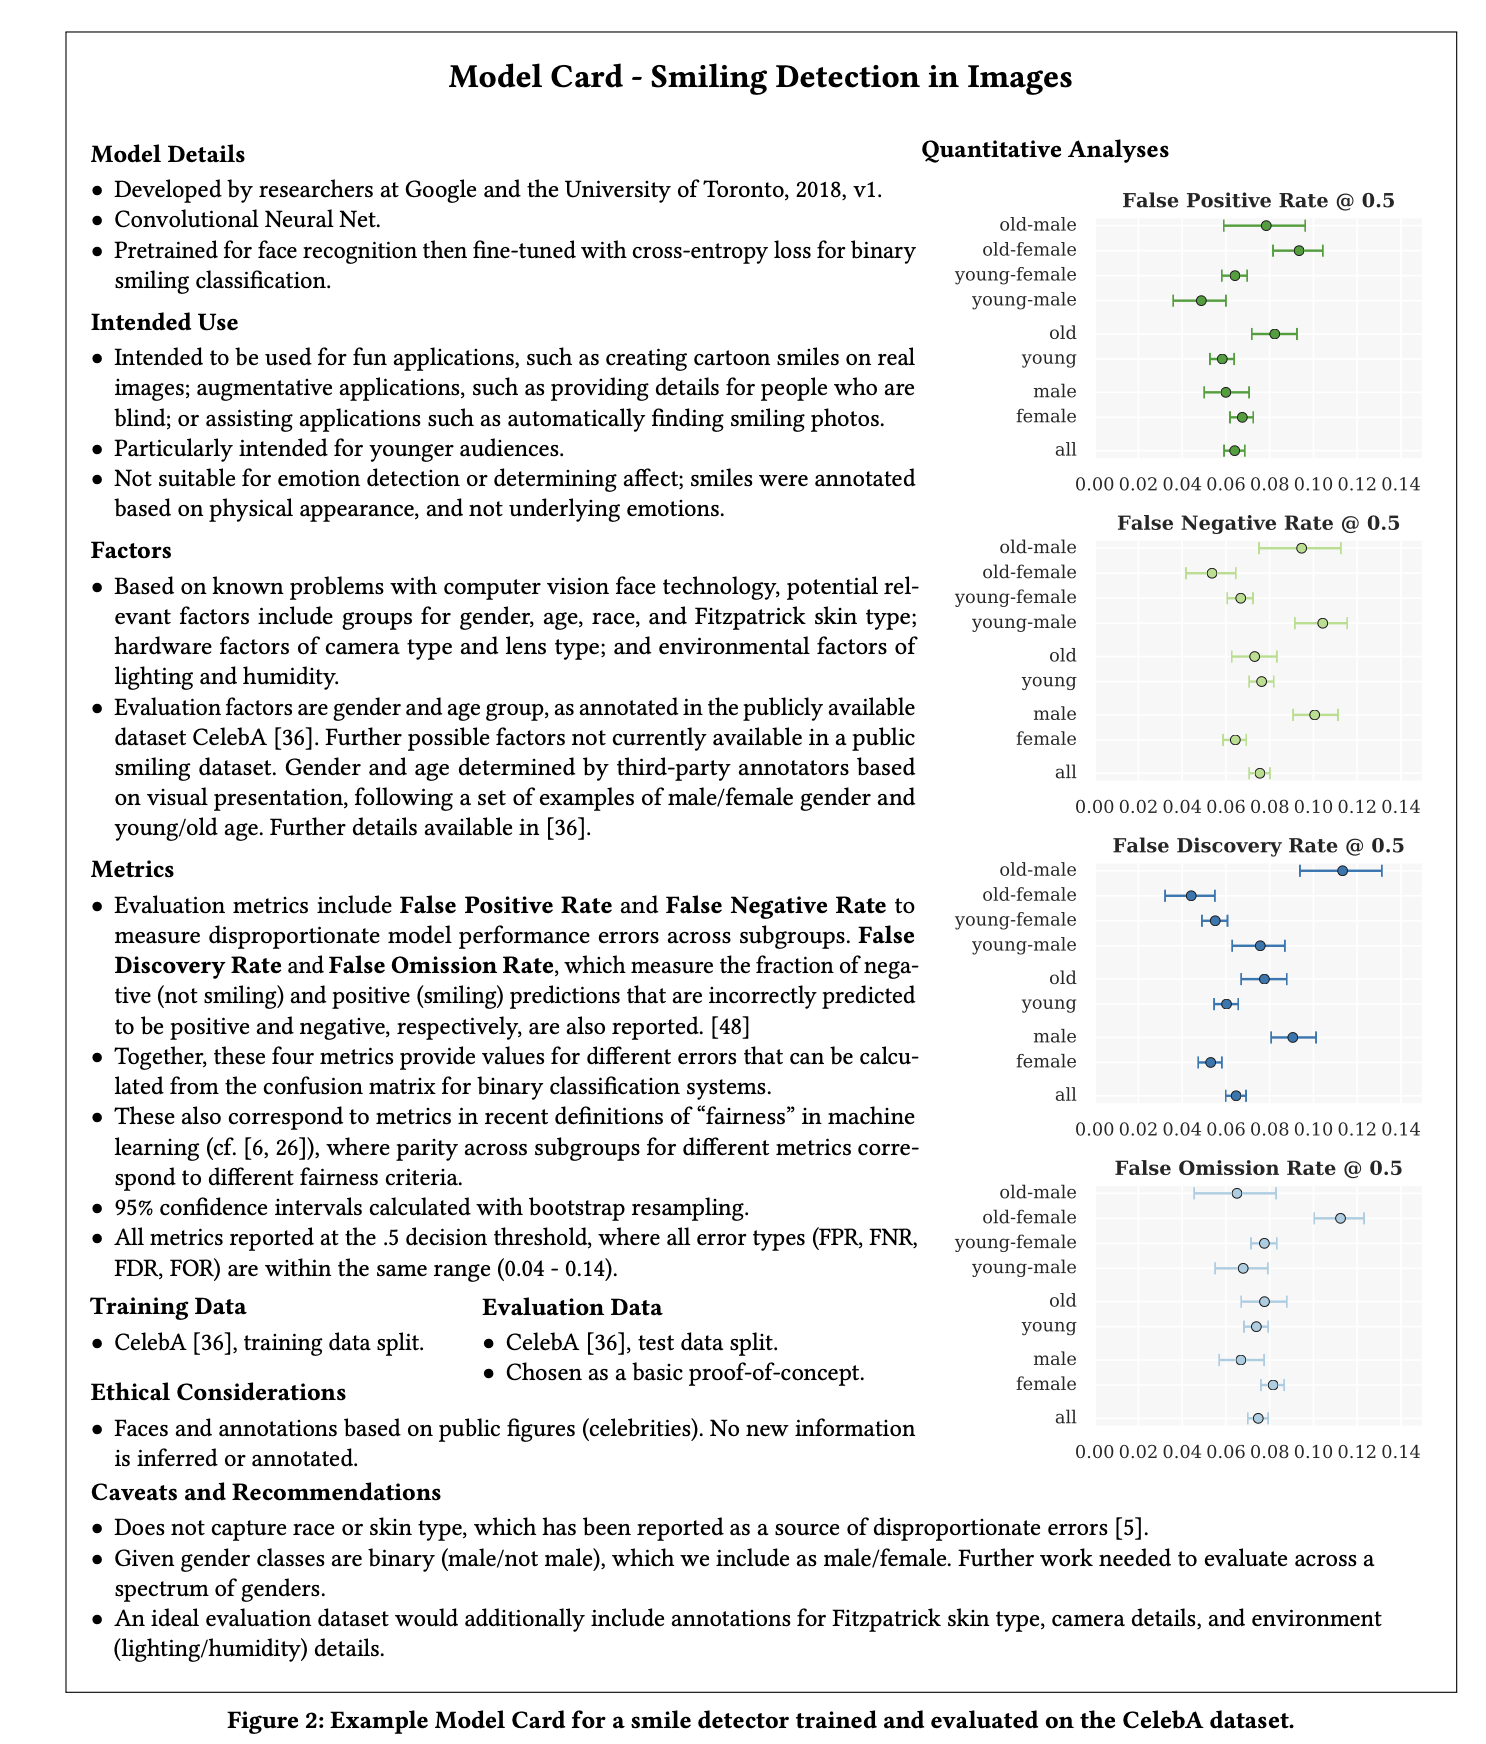 Model Card - Smiling Detection in Images
Model Details
• Developed by researchers at Google and the University of Toronto, 2018, v1.
• Convolutional Neural Net.
• Pretrained for face recognition then fine-tuned with cross-entropy loss for binary
smiling classification.
Intended Use
• Intended to be used for fun applications, such as creating cartoon smiles on real
images; augmentative applications, such as providing details for people who are
blind; or assisting applications such as automatically finding smiling photos.
• Particularly intended for younger audiences.
• Not suitable for emotion detection or determining affect; smiles were annotated
based on physical appearance, and not underlying emotions.
Factors
• Based on known problems with computer vision face technology, potential rel-
evant factors include groups for gender, age, race, and Fitzpatrick skin type;
hardware factors of camera type and lens type; and environmental factors of
lighting and humidity.
• Evaluation factors are gender and age group, as annotated in the publicly available
dataset CelebA [36]. Further possible factors not currently available in a public
smiling dataset. Gender and age determined by third-party annotators based
on visual presentation, following a set of examples of male/female gender and
young/old age. Further details available in [36].
Metrics
• Evaluation metrics include False Positive Rate and False Negative Rate to
measure disproportionate model performance errors across subgroups. False
Discovery Rate and False Omission Rate, which measure the fraction of nega-
tive (not smiling) and positive (smiling) predictions that are incorrectly predicted
to be positive and negative, respectively, are also reported. [48]
• Together, these four metrics provide values for different errors that can be calcu-
lated from the confusion matrix for binary classification systems.
• These also correspond to metrics in recent definitions of “fairness” in machine
learning (cf. [6, 26]), where parity across subgroups for different metrics corre-
spond to different fairness criteria.
• 95% confidence intervals calculated with bootstrap resampling.
• All metrics reported at the .5 decision threshold, where all error types (FPR, FNR,
FDR, FOR) are within the same range (0.04 - 0.14).
Training Data
• CelebA [36], training data split.
Evaluation Data
• CelebA [36], test data split.
• Chosen as a basic proof-of-concept.
Ethical Considerations
• Faces and annotations based on public figures (celebrities). No new information
is inferred or annotated.
Quantitative Analyses
False Positive Rate @ 0.5
old-male
old-female
young-female
young-male
old
young
male
female
all
0.00 0.02 0.04 0.06 0.08 0.10 0.12 0.14
False Negative Rate @ 0.5
old-male
old-female
young-female
young-male
old
young
male
female
all
0.00 0.02 0.04 0.06 0.08 0.10 0.12 0.14
False Discovery Rate @ 0.5
old-male
old-female
young-female
young-male
old
young
male
female
all
0.00 0.02 0.04 0.06 0.08 0.10 0.12 0.14
False Omission Rate @ 0.5
old-male
old-female
young-female
young-male
old
young
male
female
all
0.00 0.02 0.04 0.06 0.08 0.10 0.12 0.14
Caveats and Recommendations
• Does not capture race or skin type, which has been reported as a source of disproportionate errors [5].
• Given gender classes are binary (male/not male), which we include as male/female. Further work needed to evaluate across a
spectrum of genders.
• An ideal evaluation dataset would additionally include annotations for Fitzpatrick skin type, camera details, and environment
(lighting/humidity) details.
Figure 2: Example Model Card for a smile detector trained and evaluated on the CelebA dataset.